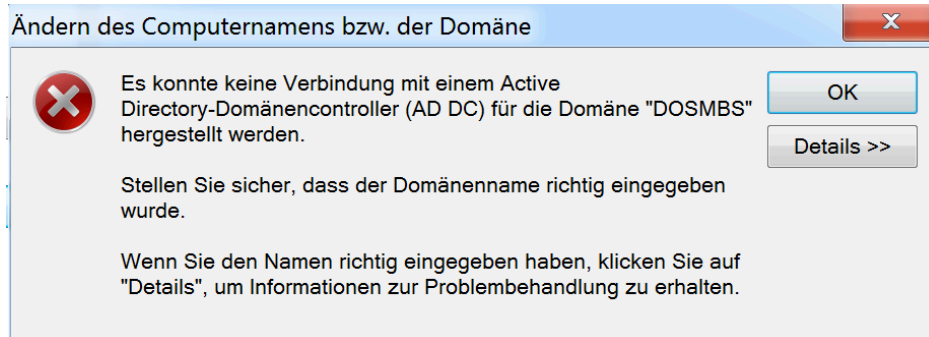 Ändern des Computernamens bzw. der Domäne
Es konnte keine Verbindung mit einem Active
Directory-Domänencontroller (AD DC) für die Domäne "DOSMBS"
hergestellt werden.
Stellen Sie sicher, dass der Domänenname richtig eingegeben
wurde.
Wenn Sie den Namen richtig eingegeben haben, klicken Sie auf
"Details", um Informationen zur Problembehandlung zu erhalten.
OK
Details >>